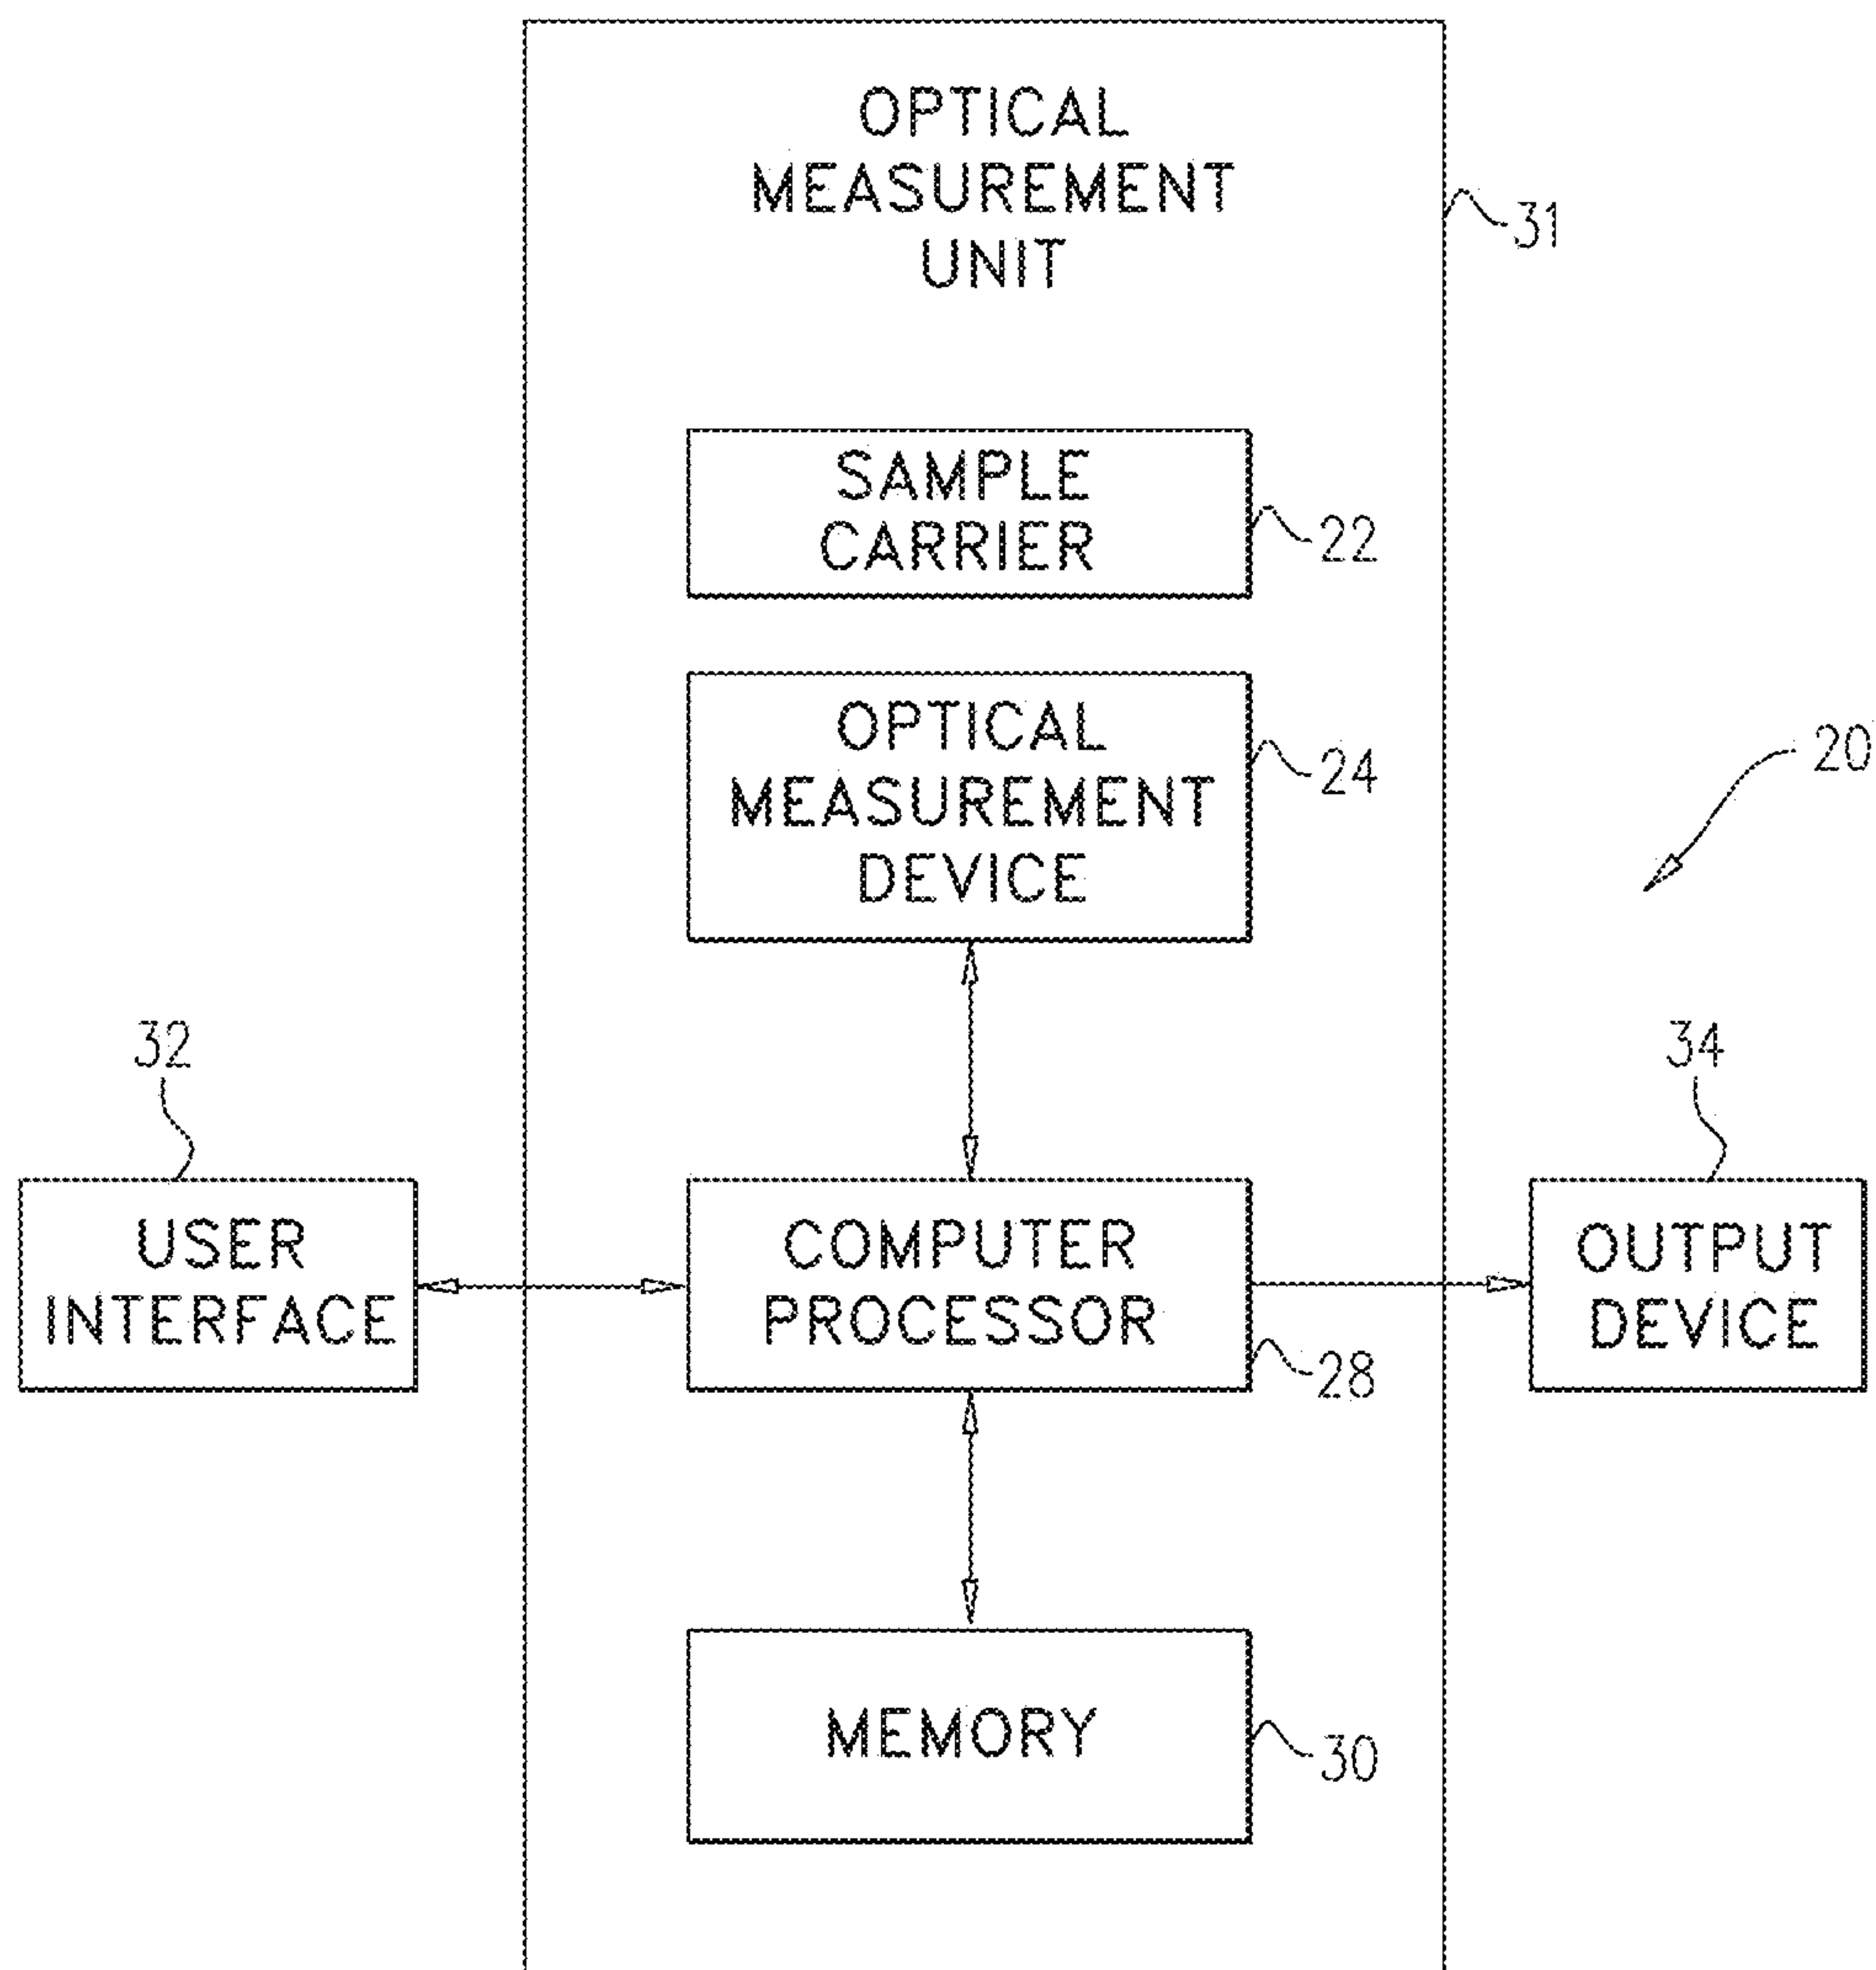 OPTICAL
MEASUREMENT
UNIT
31
SAMPLE
CARRIER
22
OPTICAL
MEASUREMENT
DEVICE
24
20
32
34
USER
INTERFACE
COMPUTER
PROCESSOR
28
OUTPUT
DEVICE
MEMORY
30